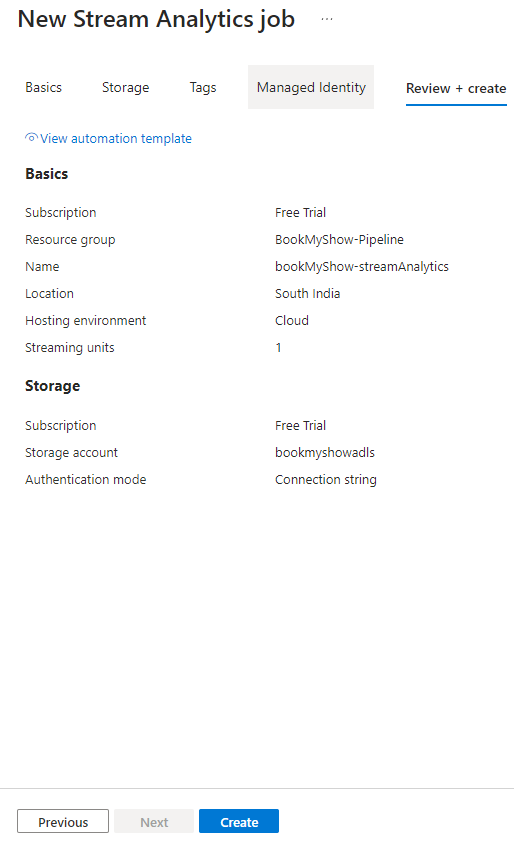 New Stream Analytics job ...
Basics Storage Tags Managed Identity Review + create
View automation template
Basics
Subscription Free Trial
Resource group BookMyShow-Pipeline
Name bookMyShow-streamAnalytics
Location South India
Hosting environment Cloud
Streaming units 1
Storage
Subscription Free Trial
Storage account bookmyshowadls
Authentication mode Connection string
Previous Next Create